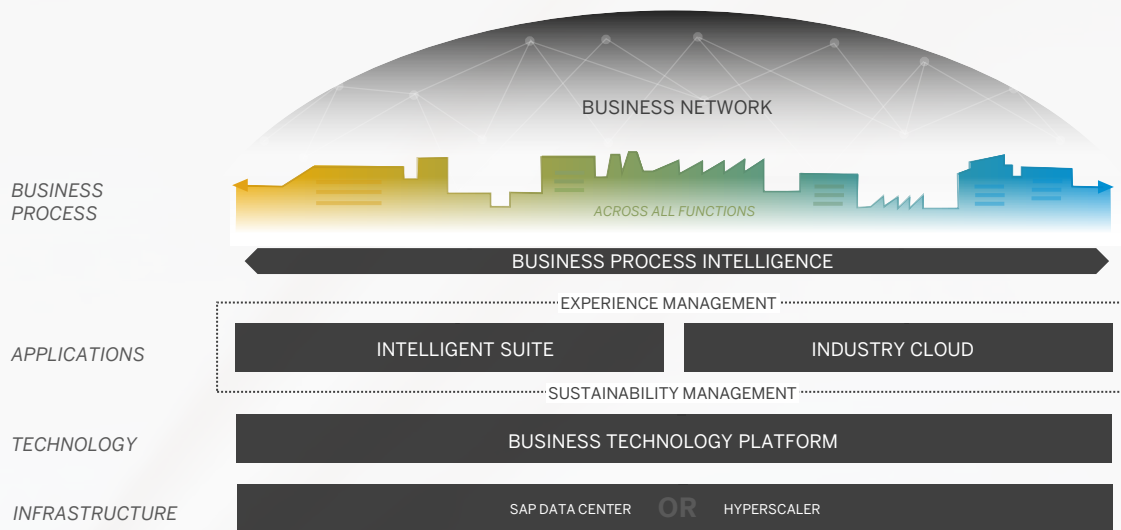 BUSINESS NETWORK
BUSINESS
PROCESS
ACROSS ALL FUNCTIONS
BUSINESS PROCESS INTELLIGENCE
EXPERIENCE MANAGEMENT
APPLICATIONS
INTELLIGENT SUITE
INDUSTRY CLOUD
SUSTAINABILITY MANAGEMENT
TECHNOLOGY
BUSINESS TECHNOLOGY PLATFORM
INFRASTRUCTURE
SAP DATA CENTER OR HYPERSCALER